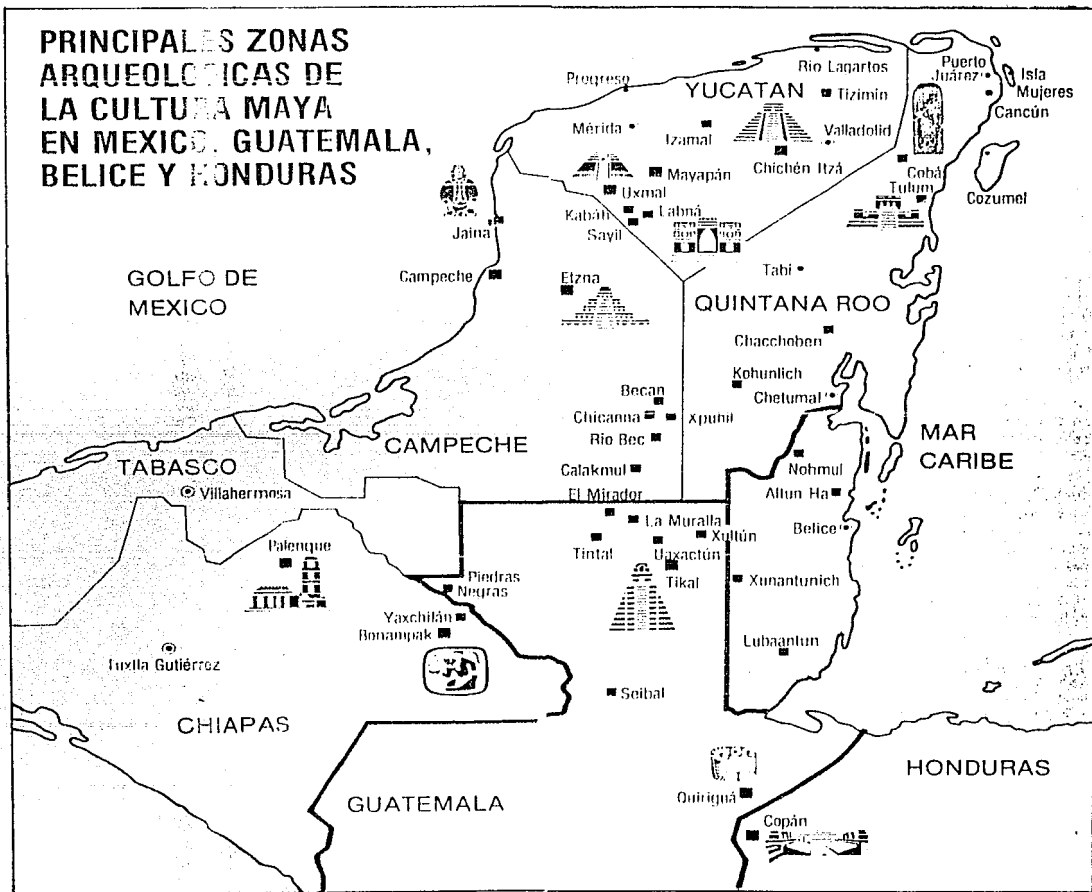 PRINCIPALES ZONAS
ARQUEOLOGICAS DE
LA CULTURA MAYA
EN MEXICO, GUATEMALA,
BELICE Y HONDURAS
Progreso
Río Lagartos
Puerto
Juárez
Isla
Mujeres
YUCATAN
Tizimín
Cancún
Mérida
Izamal
Valladolid
Chichén Itzá
Mayapán
Cobá
Uxmal
Tulum
Cozumel
Kabáh
Labná
Sayil
Jaina
GOLFO DE
MEXICO
Campeche
Etzna
Tabi
QUINTANA ROO
Chacchoben
Kohunlich
Becan
Chetumal
Chicanna
Xpuhil
Río Bec
CAMPECHE
MAR
CARIBE
TABASCO
Calakmul
Nohmul
Villahermosa
El Mirador
Altun Ha
La Muralla
Xultún
Belice
Tintal
Uaxactún
Palenque
Tikal
Piedras
Negras
Xunantunich
Yaxchilán
Bonampak
Lubaantun
Tuxtla Gutiérrez
Seibal
CHIAPAS
HONDURAS
GUATEMALA
Quiriguá
Copán